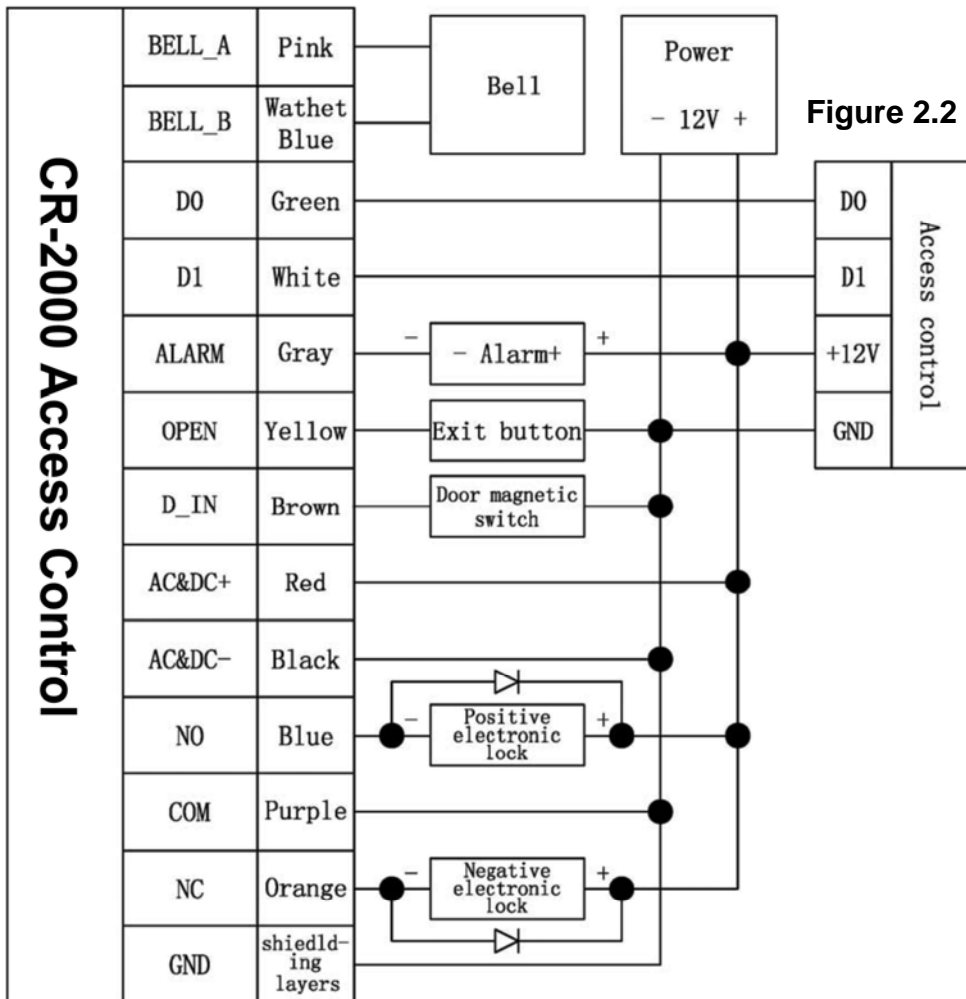 CR-2000 Access Control
BELL_A Pink
BELL_B Wathet
Blue
D0 Green
D1 White
ALARM Gray
OPEN Yellow
D_IN Brown
AC&DC+ Red
AC&DC- Black
NO Blue
COM Purple
NC Orange
GND shiedld-
ing
layers
Bell
Power
- 12V +
Figure 2.2
D0
D1
+12V
GND
Access control
- - Alarm+ +
Exit button
Door magnetic
switch
- Positive +
electronic
lock
- Negative +
electronic
lock